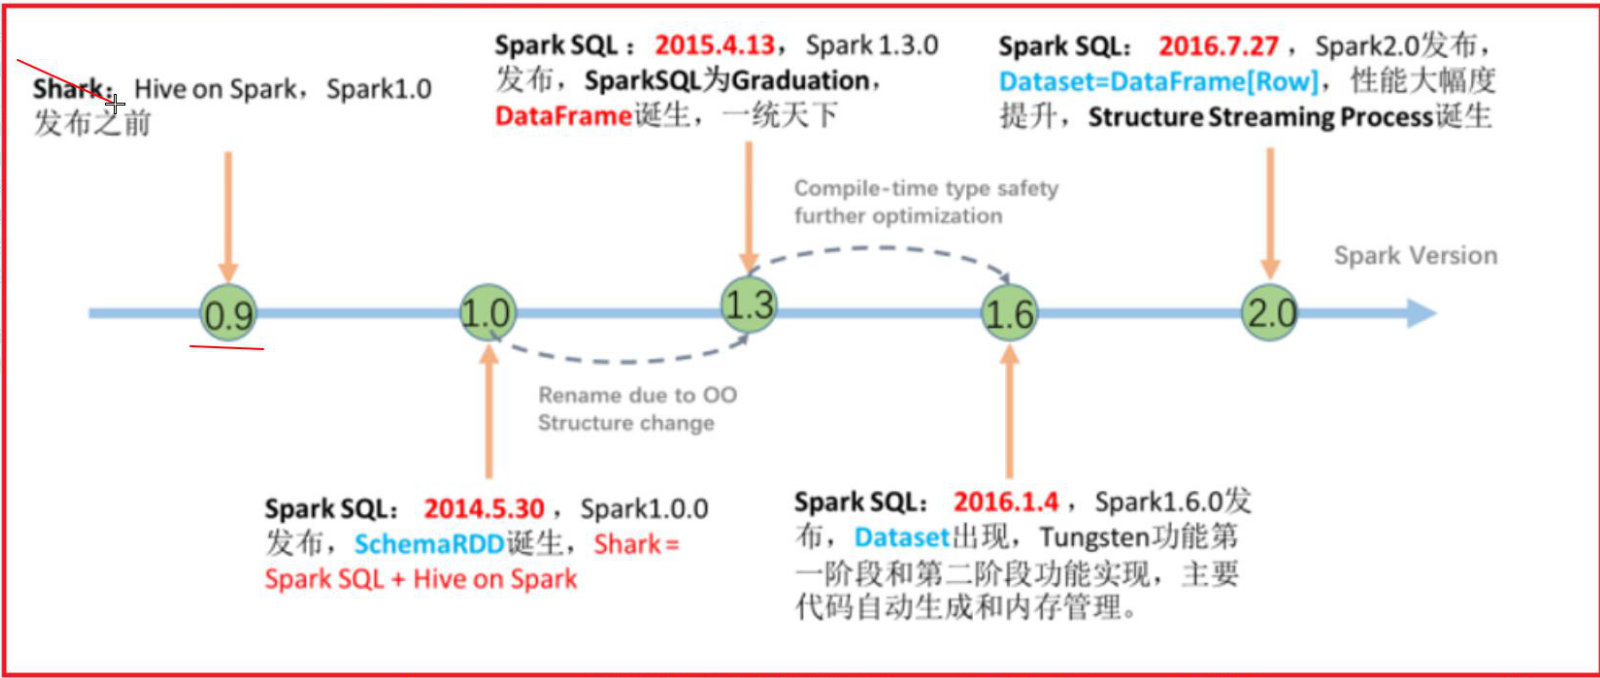 Shark： Hive on Spark，Spark1.0
发布之前
Spark SQL： 2015.4.13，Spark 1.3.0
发布，SparkSQL为Graduation，
DataFrame诞生，一统天下
Spark SQL： 2016.7.27 ，Spark2.0发布，
Dataset=DataFrame[Row]，性能大幅度
提升，Structure Streaming Process诞生
Compile-time type safety
further optimization
Spark Version
0.9
1.0
1.3
1.6
2.0
Rename due to OO
Structure change
Spark SQL： 2014.5.30 ，Spark1.0.0
发布，SchemaRDD诞生，Shark =
Spark SQL + Hive on Spark
Spark SQL： 2016.1.4 ，Spark1.6.0发
布，Dataset出现，Tungsten功能第
一阶段和第二阶段功能实现，主要
代码自动生成和内存管理。